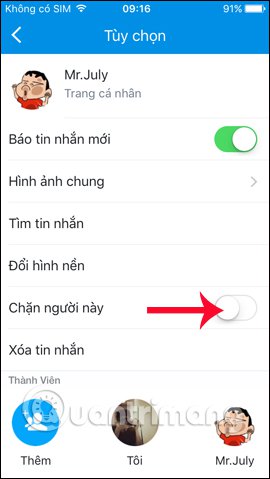 Không có SIM 09:16 91%
Tùy chọn
Mr.July
Trang cá nhân
Báo tin nhắn mới
Hình ảnh chung
Tìm tin nhắn
Đổi hình nền
Chặn người này
Xóa tin nhắn
Thành Viên
Quantrimang
Thêm Tôi Mr.July